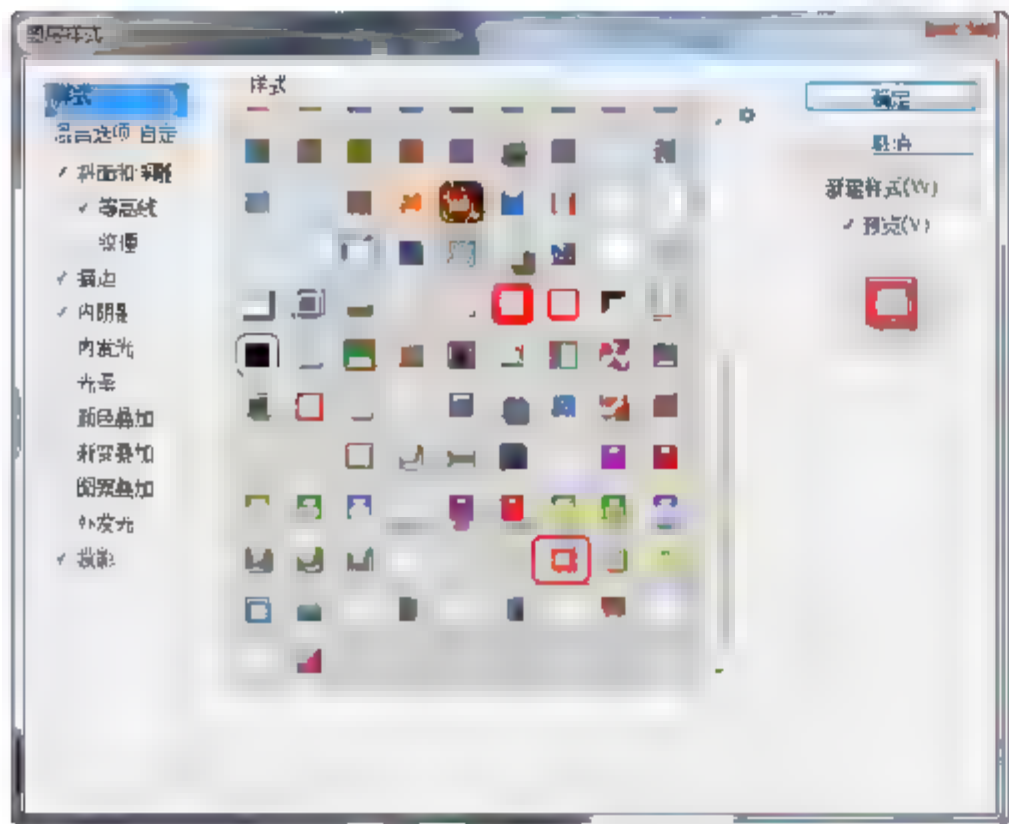 图层样式
样式
样式
混合选项 自定
斜面和浮雕
等高线
纹理
描边
内阴影
内发光
光泽
颜色叠加
渐变叠加
图案叠加
外发光
投影
确定
取消
新建样式(W)
预览(V)